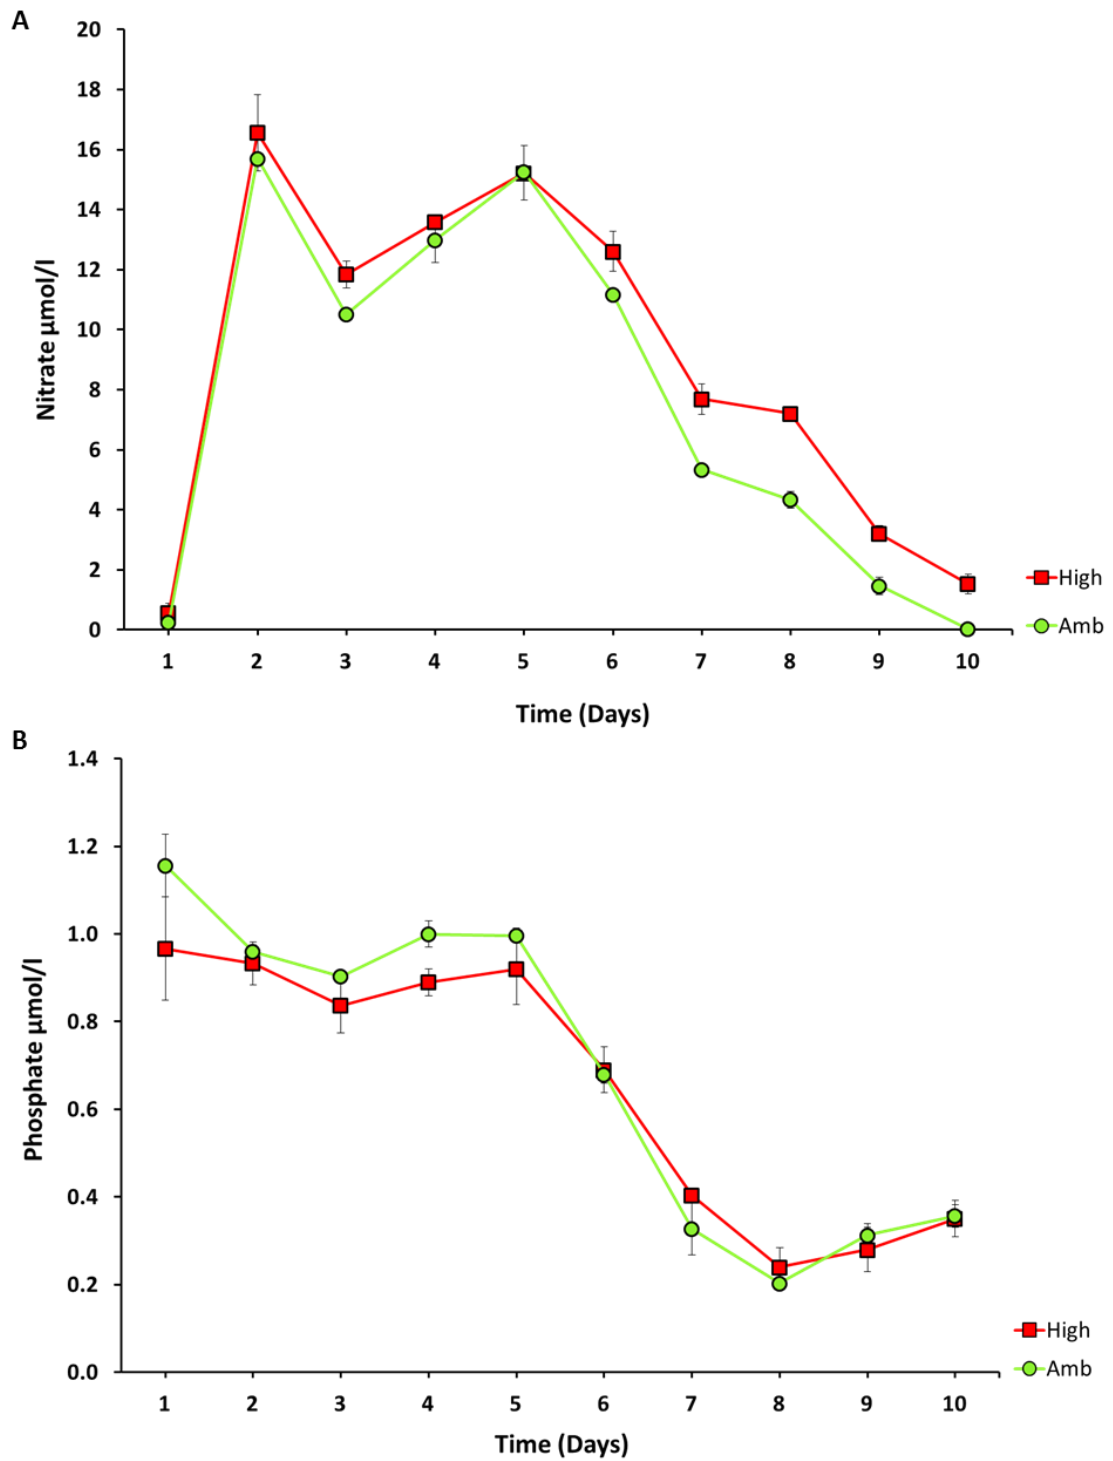 A
20
18
16
14
12
10
8
6
4
2
0
Nitrate µmol/l
1 2 3 4 5 6 7 8 9 10
Time (Days)
High
Amb
B
1.4
1.2
1.0
0.8
0.6
0.4
0.2
0.0
Phosphate µmol/l
1 2 3 4 5 6 7 8 9 10
Time (Days)
High
Amb